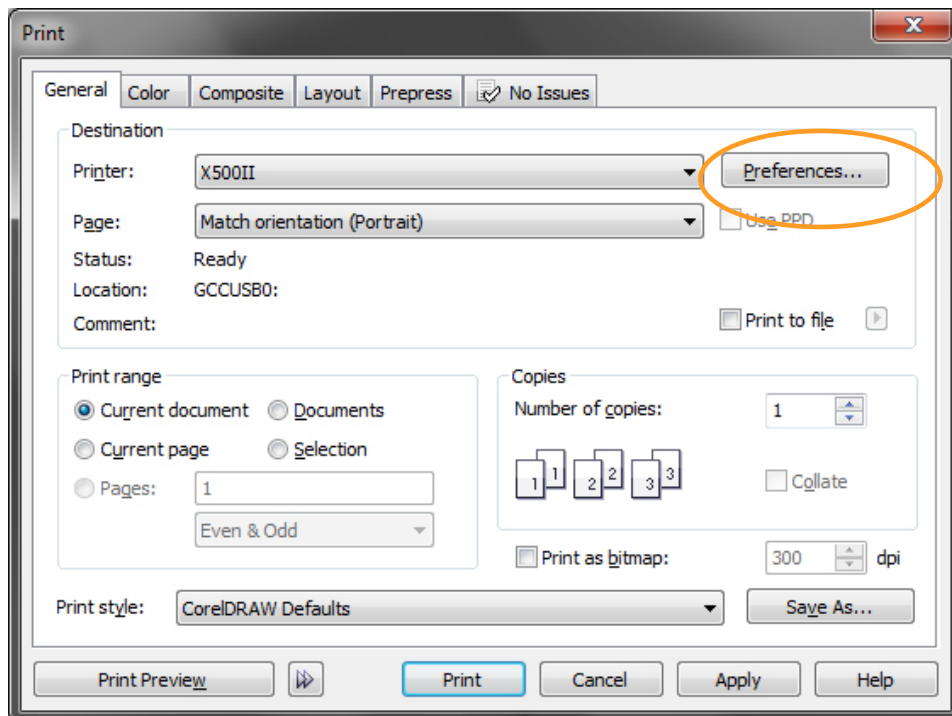 Print
General Color Composite Layout Prepress No Issues
Destination
Printer: X500II Preferences...
Page: Match orientation (Portrait) Use PPD
Status: Ready
Location: GCCUSB0:
Comment: Print to file
Print range
Current document Documents
Current page Selection
Pages: 1
Even & Odd
Copies
Number of copies: 1
1 1 2 2 3 3
Collate
Print as bitmap: 300 dpi
Print style: CorelDRAW Defaults Save As...
Print Preview Print Cancel Apply Help